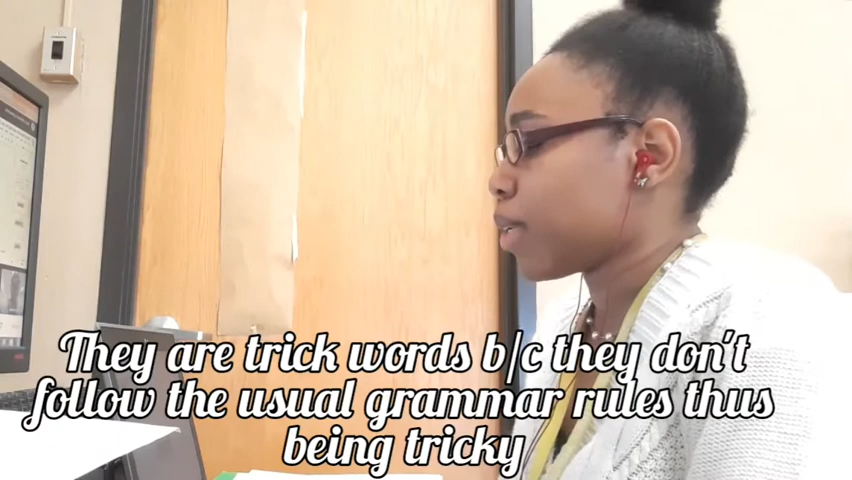 They are trick words b/c they don't
follow the usual grammar rules thus
being tricky